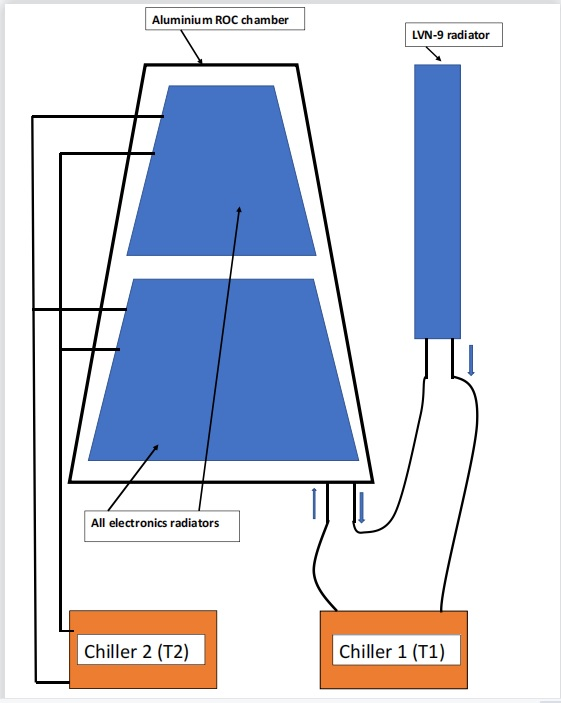 Aluminium ROC chamber
LVN-9 radiator
All electronics radiators
Chiller 2 (T2)
Chiller 1 (T1)